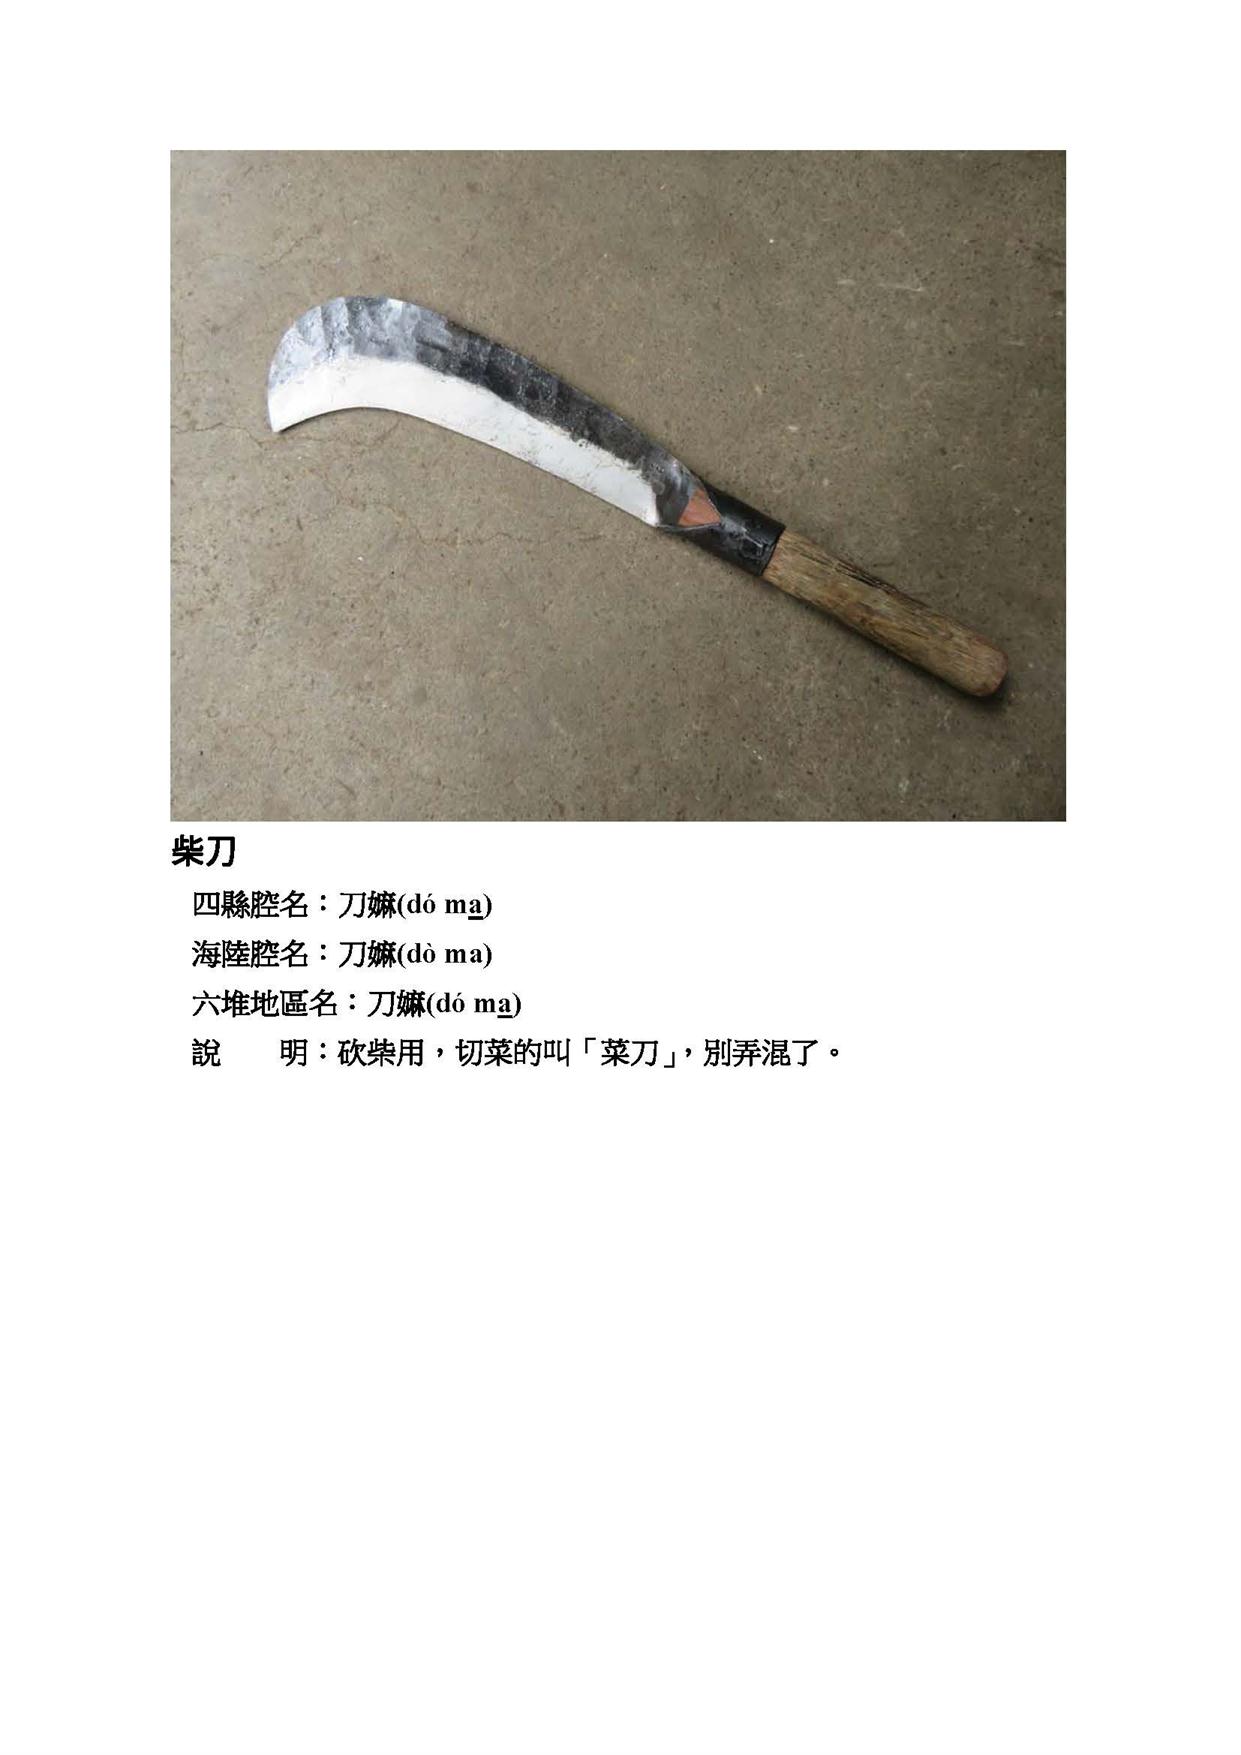 柴刀
四縣腔名：刀嫲(dó ma̲)
海陸腔名：刀嫲(dò ma)
六堆地區名：刀嫲(dó ma̲)
說　　明：砍柴用，切菜的叫「菜刀」，別弄混了。